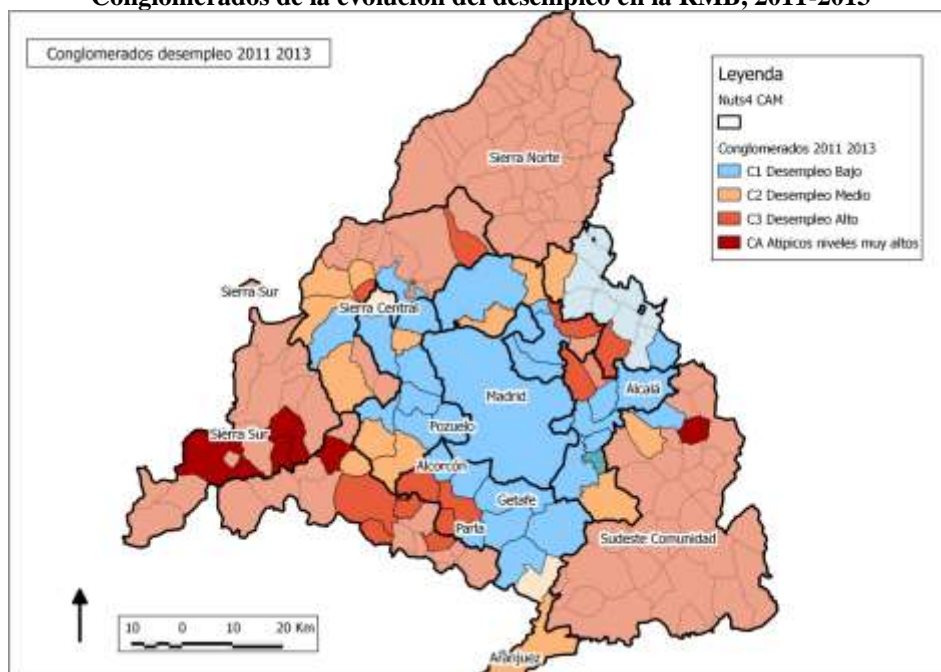 Conglomerados de la evolución del desempleo en la RMB, 2011-2013
Conglomerados desempleo 2011 2013
Leyenda
Nuts4 CAM
Conglomerados 2011 2013
C1 Desempleo Bajo
C2 Desempleo Medio
C3 Desempleo Alto
CA Atipicos niveles muy altos
Sierra Norte
Sierra Sur
Sierra Central
Madrid
Alcalá
Pozuelo
Sierra Sur
Alcorcón
Getafe
Parla
Sudeste Comunidad
Aranjuez
10 0 10 20 Km